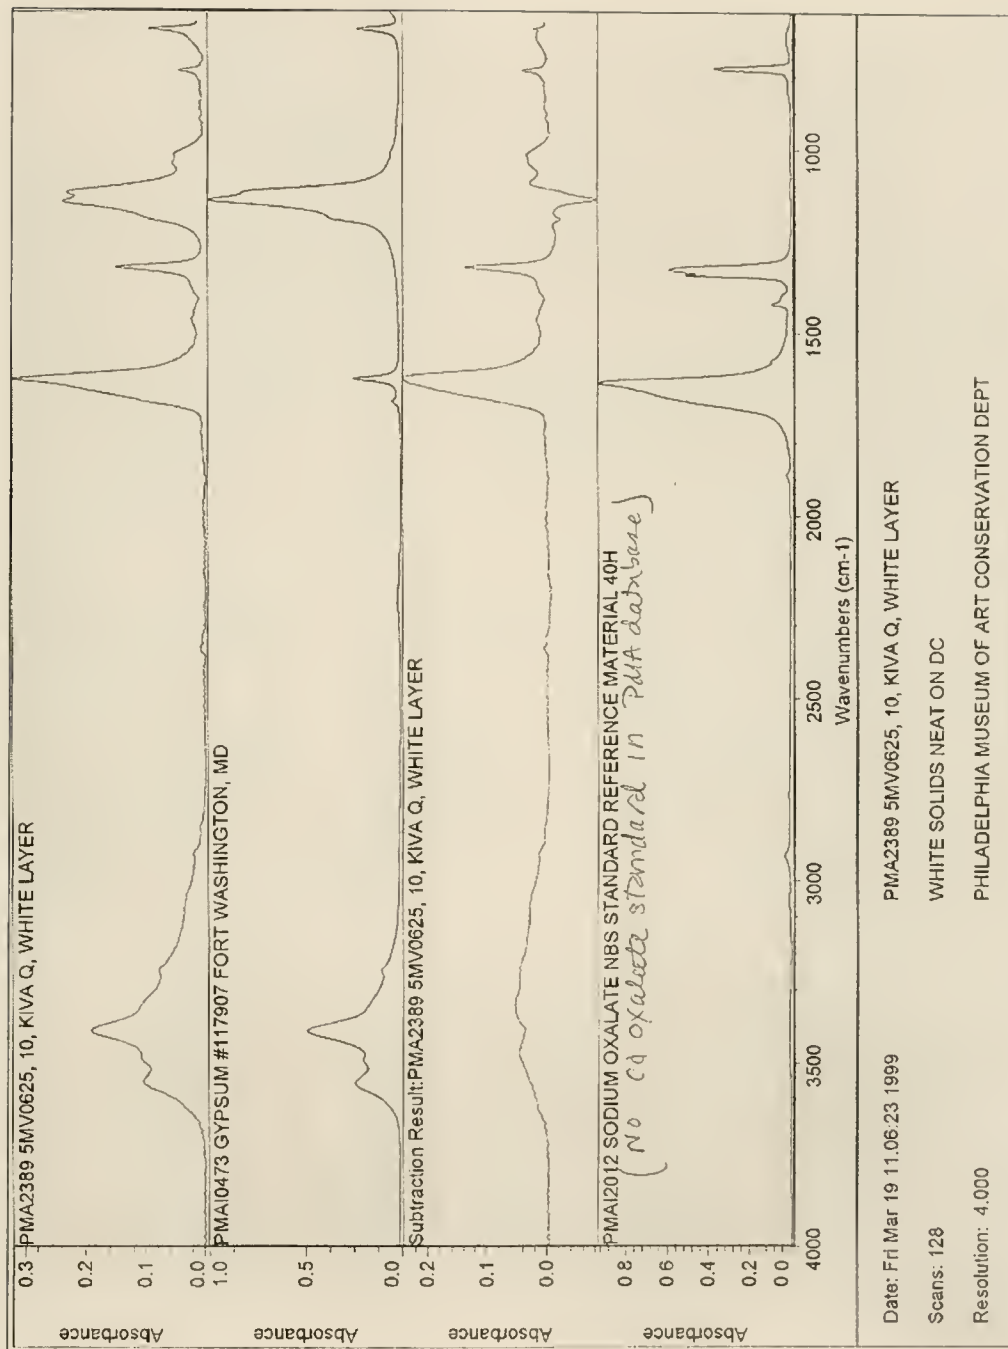 PMA2389 5MV0625, 10, KIVA Q, WHITE LAYER
0.3
0.2
0.1
0.0
Absorbance
PMAI0473 GYPSUM #117907 FORT WASHINGTON, MD
1.0
0.5
0.0
Absorbance
Subtraction Result:PMA2389 5MV0625, 10, KIVA Q, WHITE LAYER
0.2
0.1
0.0
Absorbance
PMAI2012 SODIUM OXALATE NBS STANDARD REFERENCE MATERIAL 40H
(No Ca oxalate standard in PMA database)
0.8
0.6
0.4
0.2
0.0
Absorbance
4000 3500 3000 2500 2000 1500 1000
Wavenumbers (cm-1)
Date: Fri Mar 19 11:06:23 1999 PMA2389 5MV0625, 10, KIVA Q, WHITE LAYER
Scans: 128 WHITE SOLIDS NEAT ON DC
Resolution: 4.000 PHILADELPHIA MUSEUM OF ART CONSERVATION DEPT